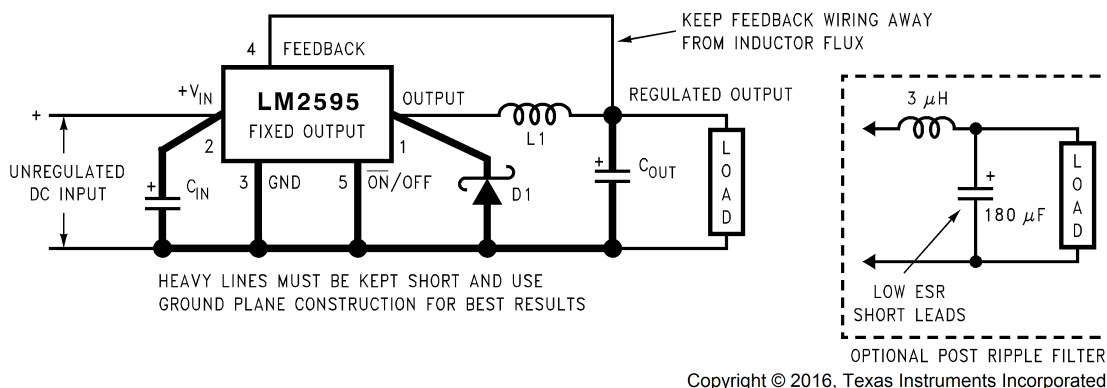 KEEP FEEDBACK WIRING AWAY
FROM INDUCTOR FLUX
4 FEEDBACK
+VIN
LM2595
FIXED OUTPUT
OUTPUT
REGULATED OUTPUT
+
2
1
L1
UNREGULATED
DC INPUT
+
CIN
3 GND
5 ON/OFF
D1
+
COUT
LOAD
3 μH
+
180 μF
LOAD
LOW ESR
SHORT LEADS
HEAVY LINES MUST BE KEPT SHORT AND USE
GROUND PLANE CONSTRUCTION FOR BEST RESULTS
OPTIONAL POST RIPPLE FILTER
Copyright © 2016, Texas Instruments Incorporated